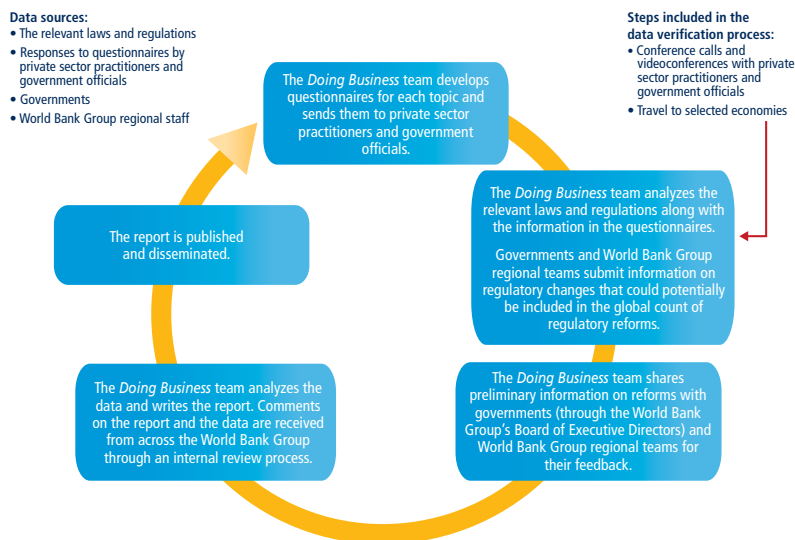 Data sources:
• The relevant laws and regulations
• Responses to questionnaires by
private sector practitioners and
government officials
• Governments
• World Bank Group regional staff
Steps included in the
data verification process:
• Conference calls and
videoconferences with private
sector practitioners and
government officials
• Travel to selected economies
The Doing Business team develops
questionnaires for each topic and
sends them to private sector
practitioners and government
officials.
The Doing Business team analyzes the
relevant laws and regulations along with
the information in the questionnaires.
Governments and World Bank Group
regional teams submit information on
regulatory changes that could potentially
be included in the global count of
regulatory reforms.
The Doing Business team shares
preliminary information on reforms with
governments (through the World Bank
Group's Board of Executive Directors) and
World Bank Group regional teams for
their feedback.
The Doing Business team analyzes the
data and writes the report. Comments
on the report and the data are received
from across the World Bank Group
through an internal review process.
The report is published
and disseminated.